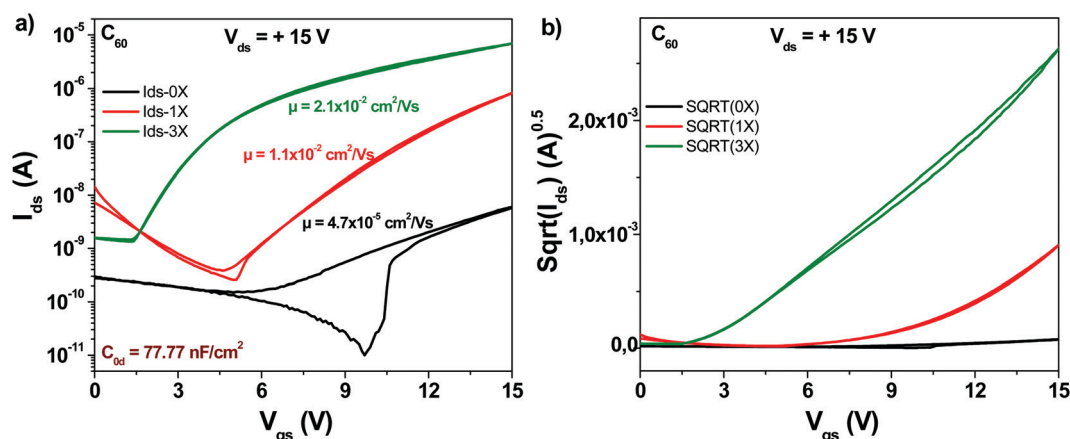 a)
C60
Vds = + 15 V
Ids-0X
Ids-1X
Ids-3X
μ = 2.1x10-2 cm2/Vs
μ = 1.1x10-2 cm2/Vs
μ = 4.7x10-5 cm2/Vs
C0d = 77.77 nF/cm2
10-5
10-6
10-7
10-8
10-9
10-10
10-11
Ids (A)
0 3 6 9 12 15
Vgs (V)
b)
C60
Vds = + 15 V
SQRT(0X)
SQRT(1X)
SQRT(3X)
2,0x10-3
1,0x10-3
0,0
Sqrt(Ids) (A)0.5
0 3 6 9 12 15
Vgs (V)